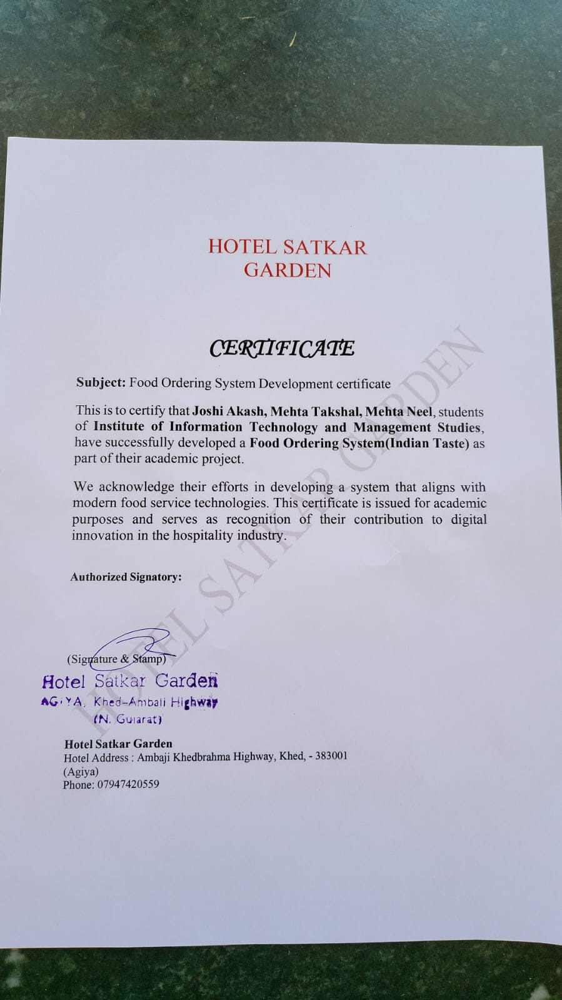 HOTEL SATKAR
GARDEN
CERTIFICATE
Subject: Food Ordering System Development certificate
This is to certify that Joshi Akash, Mehta Takshal, Mehta Neel, students
of Institute of Information Technology and Management Studies,
have successfully developed a Food Ordering System(Indian Taste) as
part of their academic project.
We acknowledge their efforts in developing a system that aligns with
modern food service technologies. This certificate is issued for academic
purposes and serves as recognition of their contribution to digital
innovation in the hospitality industry.
Authorized Signatory:
(Signature & Stamp)
Hotel Satkar Garden
AGIYA, Khed-Ambaji Highway
(N. Gujarat)
Hotel Satkar Garden
Hotel Address : Ambaji Khedbrahma Highway, Khed, - 383001
(Agiya)
Phone: 07947420559
HOTEL SATKAR GARDEN